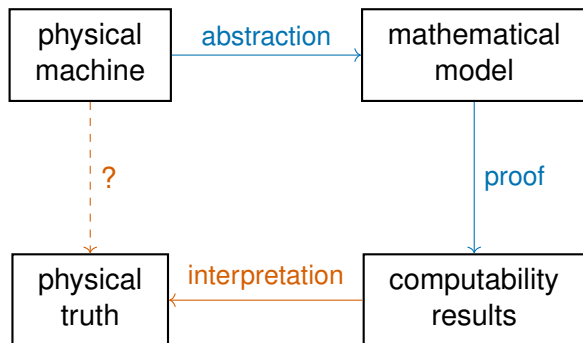 physical
machine
abstraction
mathematical
model
?
proof
physical
truth
interpretation
computability
results